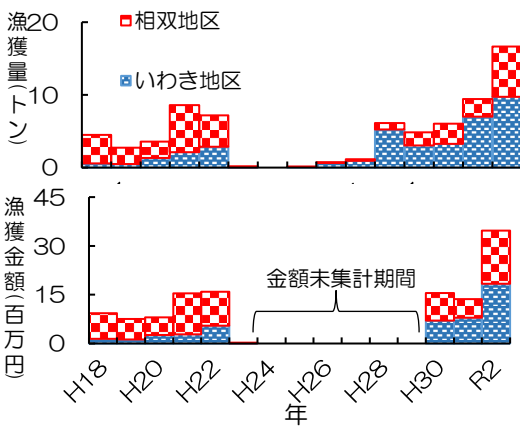 漁獲量(トン)
20
10
0
相双地区
いわき地区
漁獲金額(百万円)
45
30
15
0
金額未集計期間
H18
H20
H22
H24
H26
H28
H30
R2
年